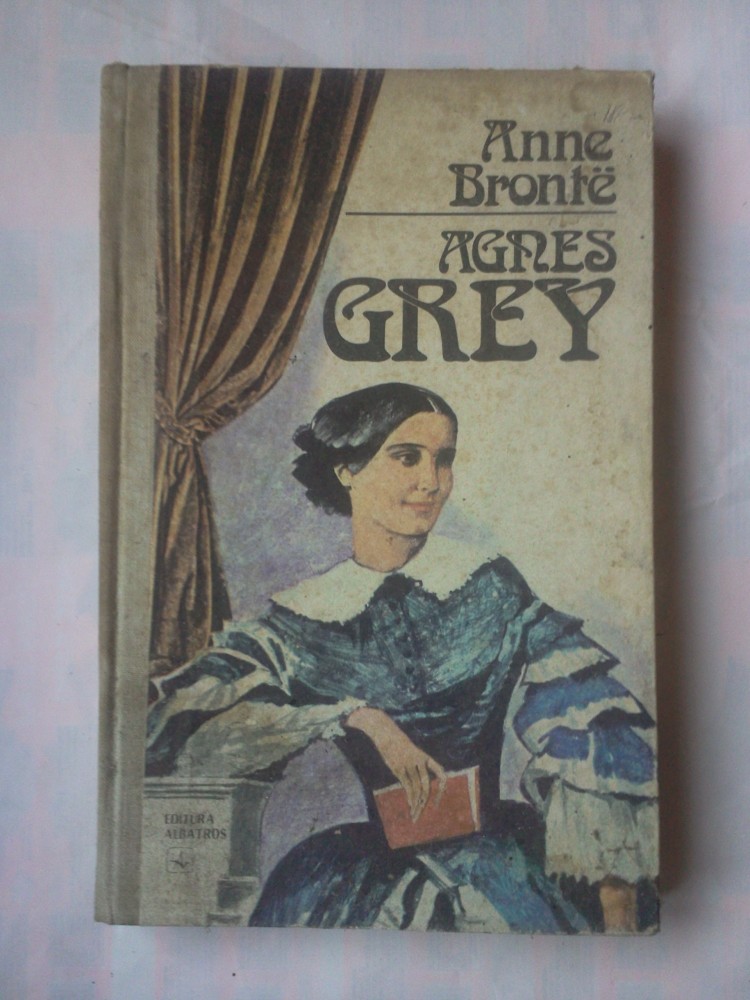 Anne
Brontë
AGNES
GREY
EDITURA
ALBATROS